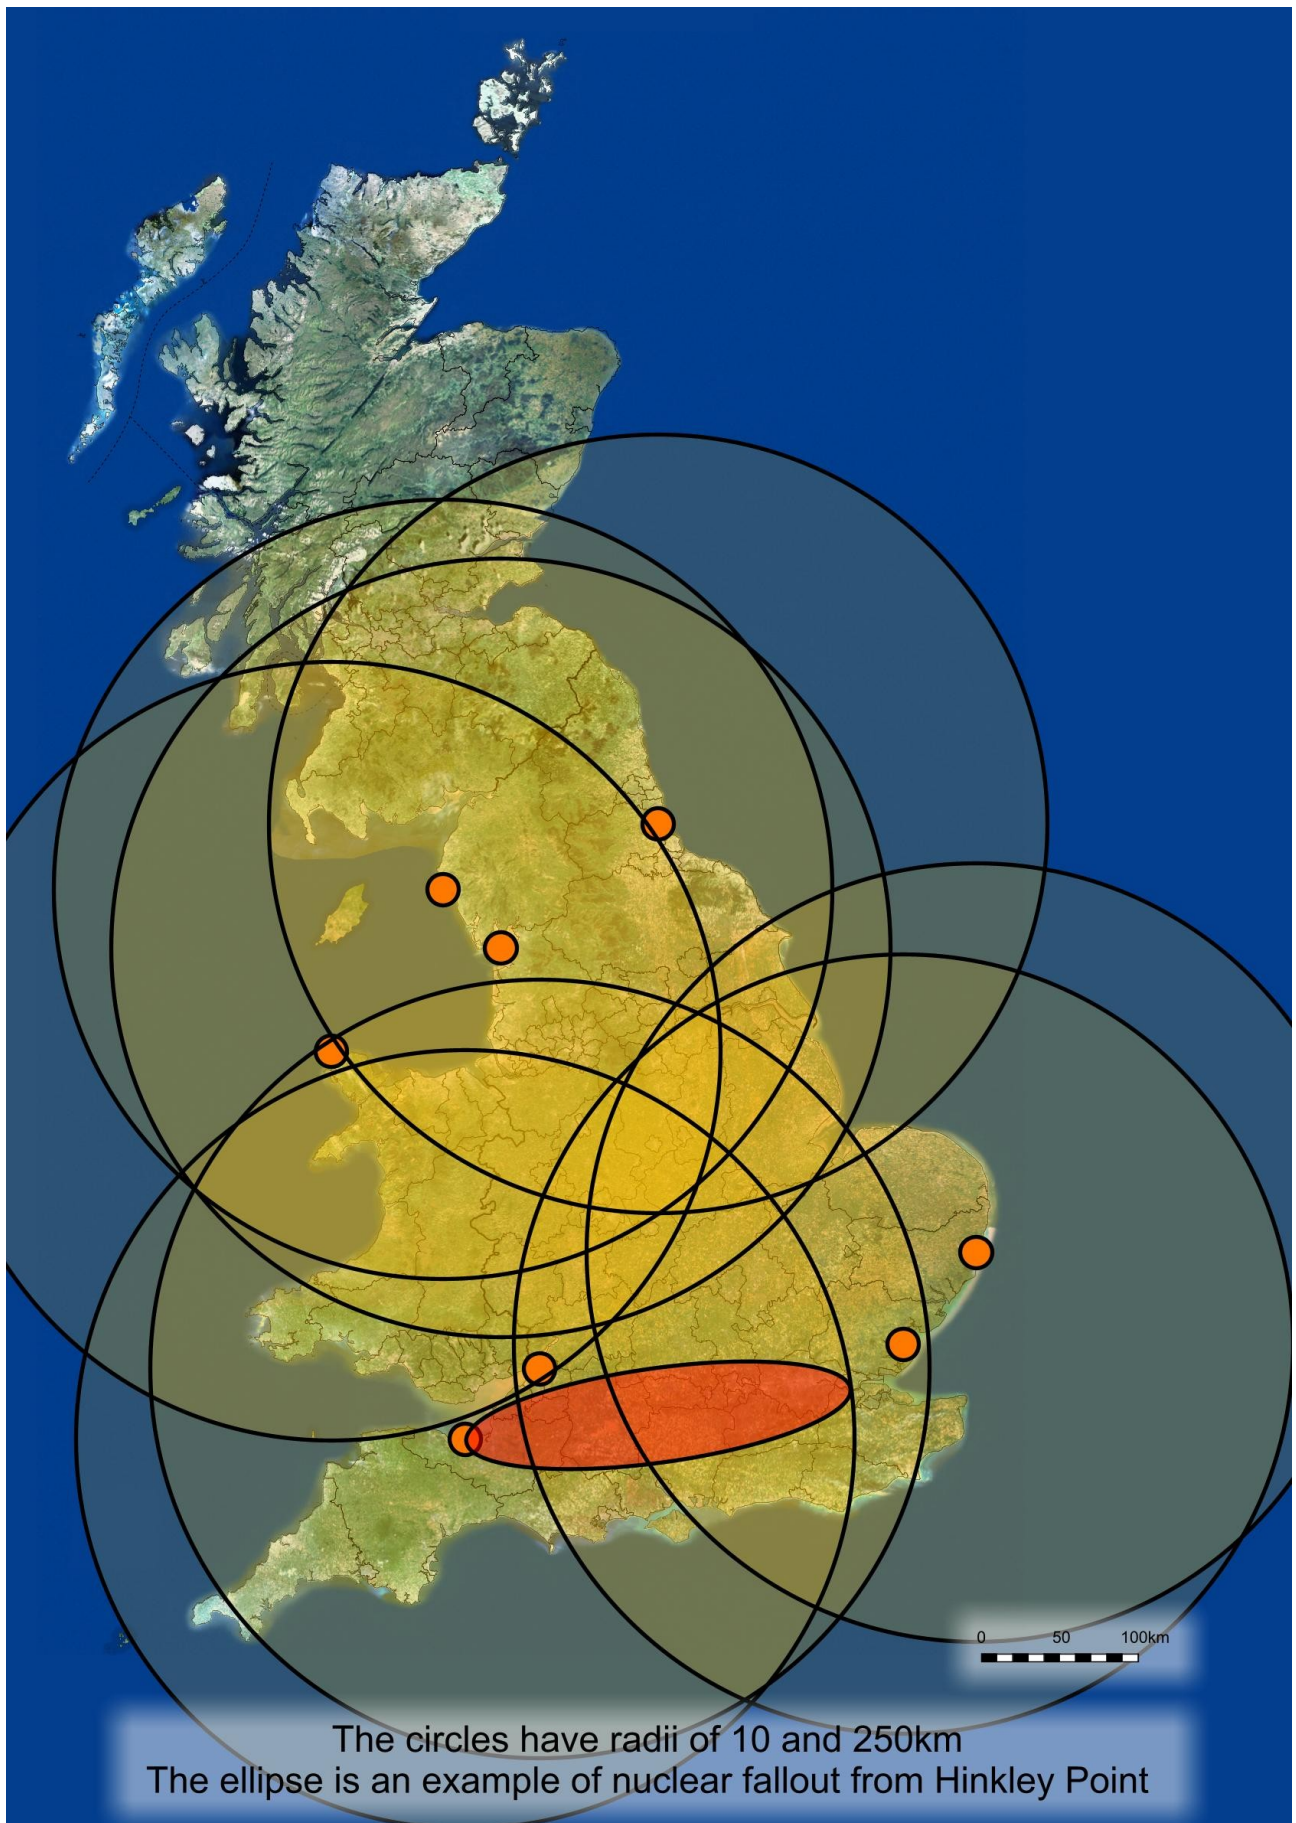 0 50 100km
The circles have radii of 10 and 250km
The ellipse is an example of nuclear fallout from Hinkley Point